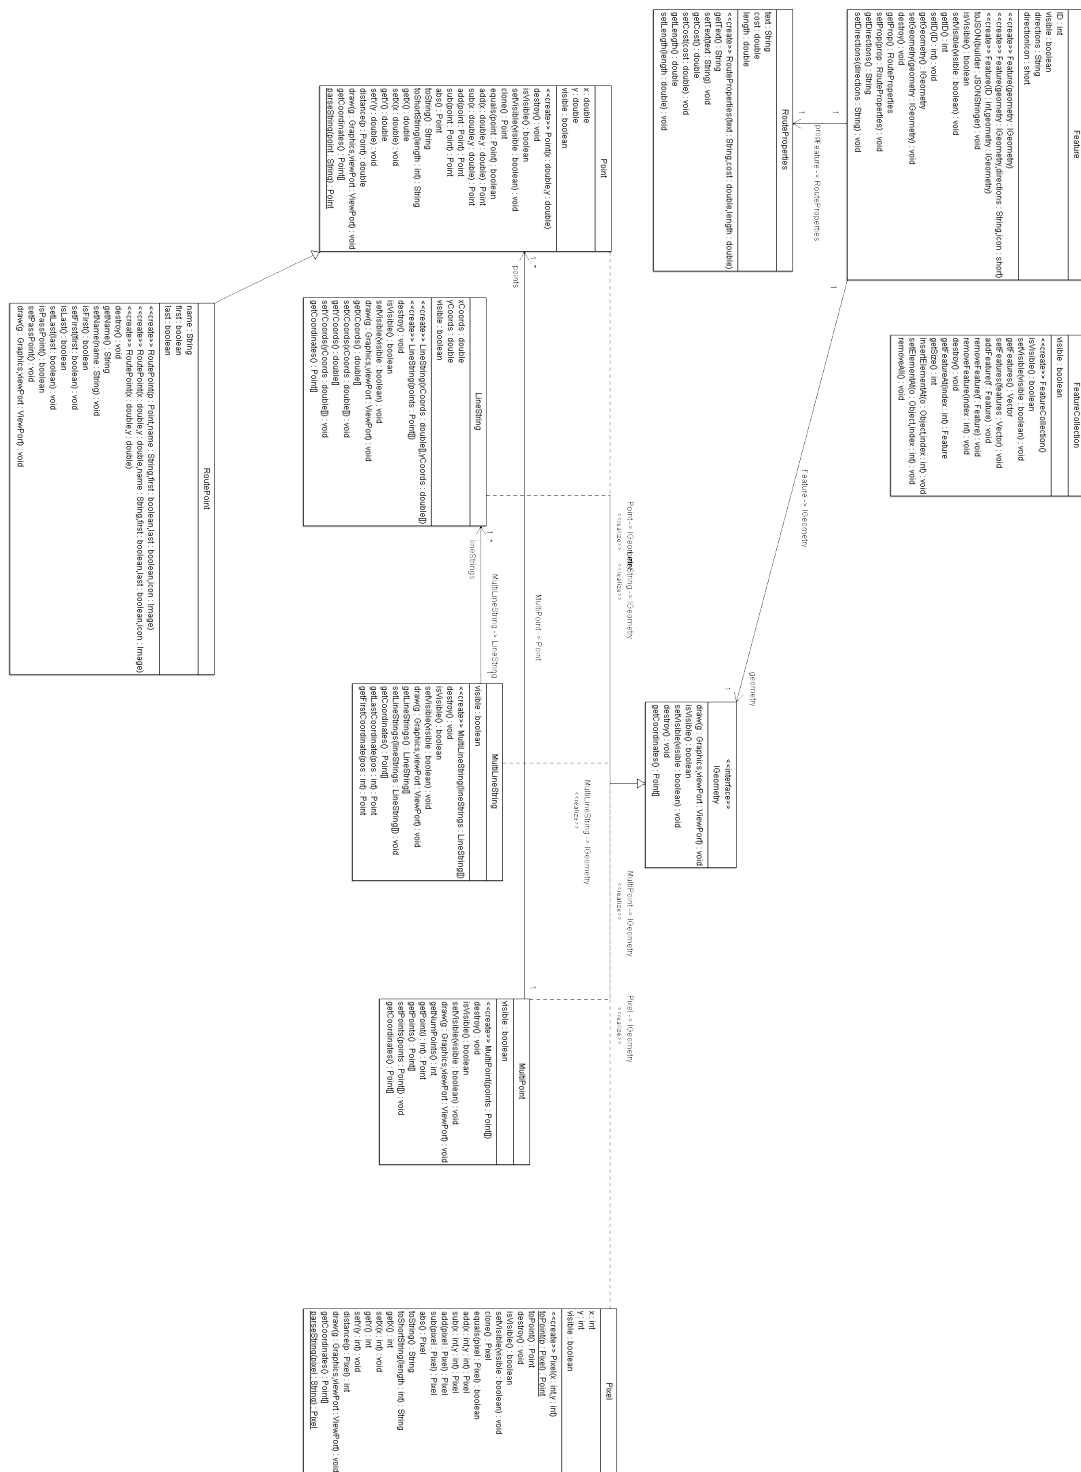 Feature
ID : int
visible : boolean
directions : String
directionIcon : short
<<create>> Feature(geometry : IGeometry)
<<create>> Feature(geometry : IGeometry,directions : String,icon : short)
<<create>> Feature(ID : int,geometry : IGeometry)
toJSON(builder : JSONStringer) : void
isVisible() : boolean
setVisible(visible : boolean) : void
getID() : int
setID(ID : int) : void
getGeometry() : IGeometry
setGeometry(geometry : IGeometry) : void
destroy() : void
getProp() : RouteProperties
setProp(prop : RouteProperties) : void
getDirections() : String
setDirections(directions : String) : void
FeatureCollection
visible : boolean
<<create>> FeatureCollection()
isVisible() : boolean
setVisible(visible : boolean) : void
getFeatures() : Vector
setFeatures(features : Vector) : void
addFeature(f : Feature) : void
removeFeature(f : Feature) : void
removeFeature(index : int) : void
destroy() : void
getFeatureAt(index : int) : Feature
getSize() : int
insertElementAt(o : Object,index : int) : void
setElementAt(o : Object,index : int) : void
removeAll() : void
1
1
Feature -> RouteProperties
1
Feature -> IGeometry
geometry
1
RouteProperties
text : String
cost : double
length : double
<<create>> RouteProperties(text : String,cost : double,length : double)
getText() : String
setText(text : String) : void
getCost() : double
setCost(cost : double) : void
getLength() : double
setLength(length : double) : void
<<interface>>
IGeometry
draw(g : Graphics,viewPort : ViewPort) : void
isVisible() : boolean
setVisible(visible : boolean) : void
destroy() : void
getCoordinates() : Point[]
Point -> IGeometry
<<realize>>
LineString -> IGeometry
<<realize>>
MultiLineString -> IGeometry
<<realize>>
MultiPoint -> IGeometry
<<realize>>
Pixel -> IGeometry
<<realize>>
Point
x : double
y : double
visible : boolean
<<create>> Point(x : double,y : double)
destroy() : void
isVisible() : boolean
setVisible(visible : boolean) : void
clone() : Point
equals(point : Point) : boolean
add(x : double,y : double) : Point
sub(x : double,y : double) : Point
add(point : Point) : Point
sub(point : Point) : Point
abs() : Point
toString() : String
toShortString(length : int) : String
getX() : double
setX(x : double) : void
getY() : double
setY(y : double) : void
distance(p : Point) : double
draw(g : Graphics,viewPort : ViewPort) : void
getCoordinates() : Point[]
parseString(point : String) : Point
1..*
points
MultiPoint -> Point
1
LineString
xCoords : double
yCoords : double
visible : boolean
<<create>> LineString(xCoords : double[],yCoords : double[])
<<create>> LineString(points : Point[])
destroy() : void
isVisible() : boolean
setVisible(visible : boolean) : void
draw(g : Graphics,viewPort : ViewPort) : void
getXCoords() : double[]
setXCoords(xCoords : double[]) : void
getYCoords() : double[]
setYCoords(yCoords : double[]) : void
getCoordinates() : Point[]
1..*
lineStrings
MultiLineString -> LineString
1
MultiLineString
visible : boolean
<<create>> MultiLineString(lineStrings : LineString[])
destroy() : void
isVisible() : boolean
setVisible(visible : boolean) : void
draw(g : Graphics,viewPort : ViewPort) : void
getLineStrings() : LineString[]
setLineStrings(lineStrings : LineString[]) : void
getCoordinates() : Point[]
getLastCoordinate(pos : int) : Point
getFirstCoordinate(pos : int) : Point
MultiPoint
visible : boolean
<<create>> MultiPoint(points : Point[])
destroy() : void
isVisible() : boolean
setVisible(visible : boolean) : void
draw(g : Graphics,viewPort : ViewPort) : void
getNumPoints() : int
getPoint(i : int) : Point
getPoints() : Point[]
setPoints(points : Point[]) : void
getCoordinates() : Point[]
Pixel
x : int
y : int
visible : boolean
<<create>> Pixel(x : int,y : int)
toPoint(p : Pixel) : Point
toPoint() : Point
destroy() : void
isVisible() : boolean
setVisible(visible : boolean) : void
clone() : Pixel
equals(pixel : Pixel) : boolean
add(x : int,y : int) : Pixel
sub(x : int,y : int) : Pixel
add(pixel : Pixel) : Pixel
sub(pixel : Pixel) : Pixel
abs() : Pixel
toString() : String
toShortString(length : int) : String
getX() : int
setX(x : int) : void
getY() : int
setY(y : int) : void
distance(p : Pixel) : int
draw(g : Graphics,viewPort : ViewPort) : void
getCoordinates() : Point[]
parseString(pixel : String) : Pixel
RoutePoint
name : String
first : boolean
last : boolean
<<create>> RoutePoint(p : Point,name : String,first : boolean,last : boolean,icon : Image)
<<create>> RoutePoint(x : double,y : double,name : String,first : boolean,last : boolean,icon : Image)
<<create>> RoutePoint(x : double,y : double)
destroy() : void
getName() : String
setName(name : String) : void
isFirst() : boolean
setFirst(first : boolean) : void
isLast() : boolean
setLast(last : boolean) : void
isPassPoint() : boolean
setPassPoint() : void
draw(g : Graphics,viewPort : ViewPort) : void